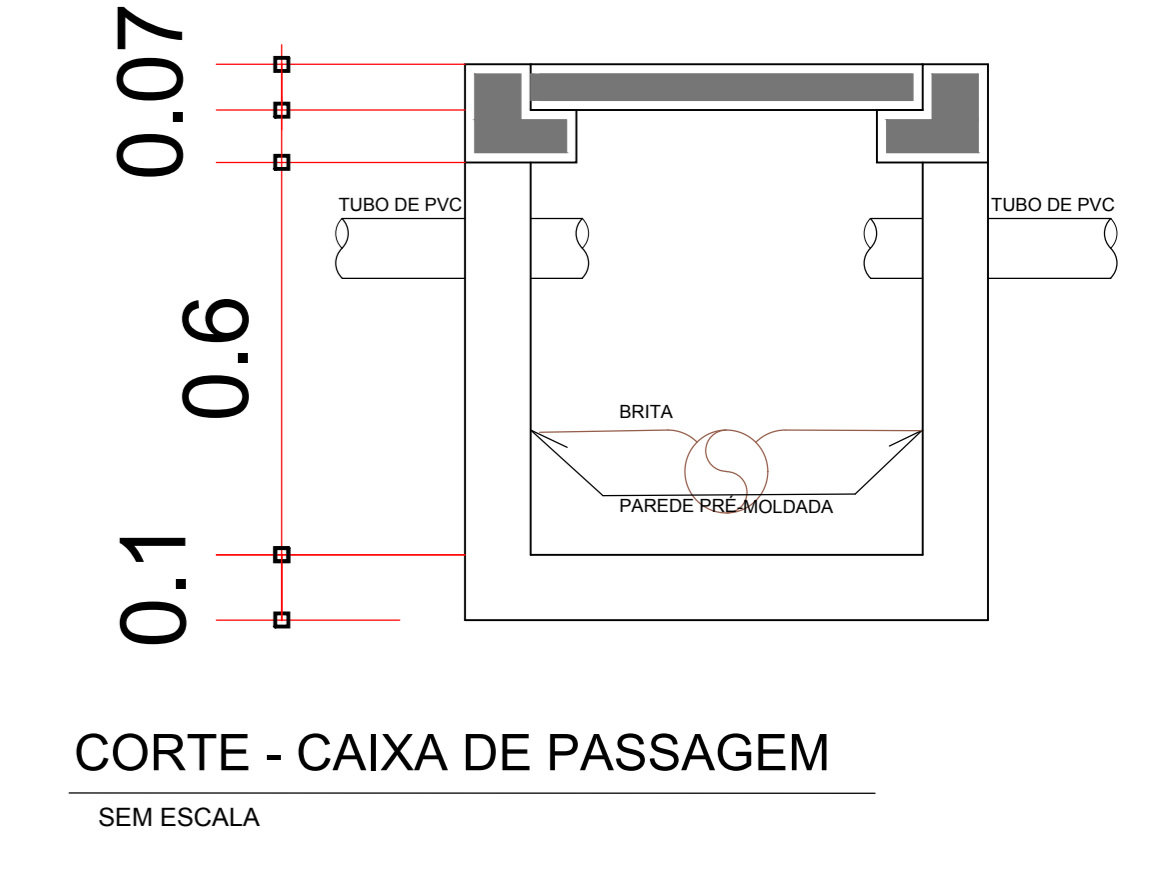 0.07
TUBO DE PVC
TUBO DE PVC
0.6
BRITA
PAREDE PRÉ-MOLDADA
0.1
CORTE - CAIXA DE PASSAGEM
SEM ESCALA